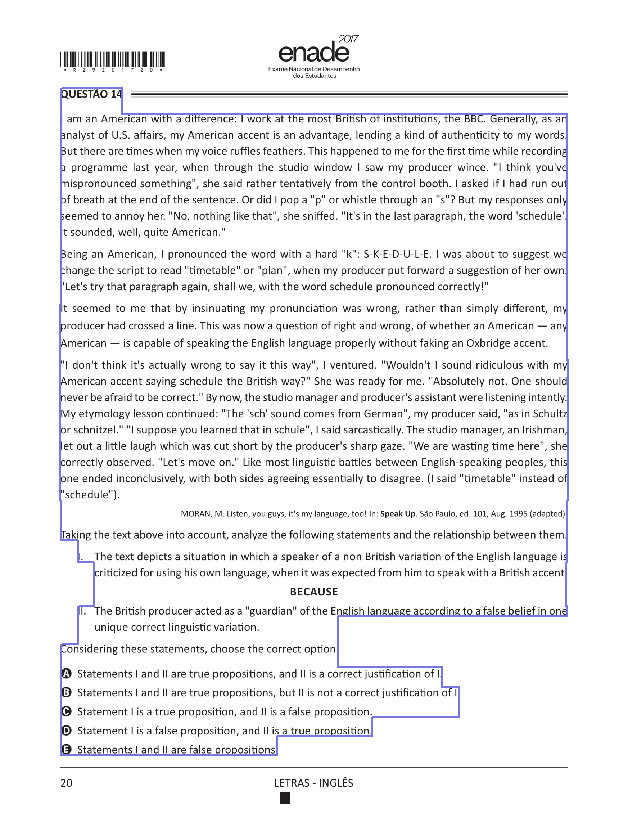 *R2920172D*
2017
enade
Exame Nacional de Desempenho
dos Estudantes
QUESTÃO 14
am an American with a difference: I work at the most British of institutions, the BBC. Generally, as an
analyst of U.S. affairs, my American accent is an advantage, lending a kind of authenticity to my words.
But there are times when my voice ruffles feathers. This happened to me for the first time while recording
a programme last year, when through the studio window I saw my producer wince. "I think you've
mispronounced something", she said rather tentatively from the control booth. I asked if I had run out
of breath at the end of the sentence. Or did I pop a "p" or whistle through an "s"? But my responses only
seemed to annoy her. "No, nothing like that", she sniffed. "It's in the last paragraph, the word 'schedule'.
It sounded, well, quite American."
Being an American, I pronounced the word with a hard "k": S-K-E-D-U-L-E. I was about to suggest we
change the script to read "timetable" or "plan", when my producer put forward a suggestion of her own.
"Let's try that paragraph again, shall we, with the word schedule pronounced correctly!"
It seemed to me that by insinuating my pronunciation was wrong, rather than simply different, my
producer had crossed a line. This was now a question of right and wrong, of whether an American — any
American — is capable of speaking the English language properly without faking an Oxbridge accent.
"I don't think it's actually wrong to say it this way", I ventured. "Wouldn't I sound ridiculous with my
American accent saying schedule the British way?" She was ready for me. "Absolutely not. One should
never be afraid to be correct." By now, the studio manager and producer's assistant were listening intently.
My etymology lesson continued: "The 'sch' sound comes from German", my producer said, "as in Schultz
or schnitzel." "I suppose you learned that in schule", I said sarcastically. The studio manager, an Irishman,
let out a little laugh which was cut short by the producer's sharp gaze. "We are wasting time here", she
correctly observed. "Let's move on." Like most linguistic battles between English-speaking peoples, this
one ended inconclusively, with both sides agreeing essentially to disagree. (I said "timetable" instead of
"schedule").
MORAN, M. Listen, you guys, it's my language, too! In: Speak Up. São Paulo, ed. 101, Aug. 1995 (adapted).
Taking the text above into account, analyze the following statements and the relationship between them.
I. The text depicts a situation in which a speaker of a non British variation of the English language is
criticized for using his own language, when it was expected from him to speak with a British accent
BECAUSE
II. The British producer acted as a "guardian" of the English language according to a false belief in one
unique correct linguistic variation.
Considering these statements, choose the correct option
A Statements I and II are true propositions, and II is a correct justification of I.
B Statements I and II are true propositions, but II is not a correct justification of I
C Statement I is a true proposition, and II is a false proposition.
D Statement I is a false proposition, and II is a true proposition.
E Statements I and II are false propositions
20
LETRAS - INGLÊS